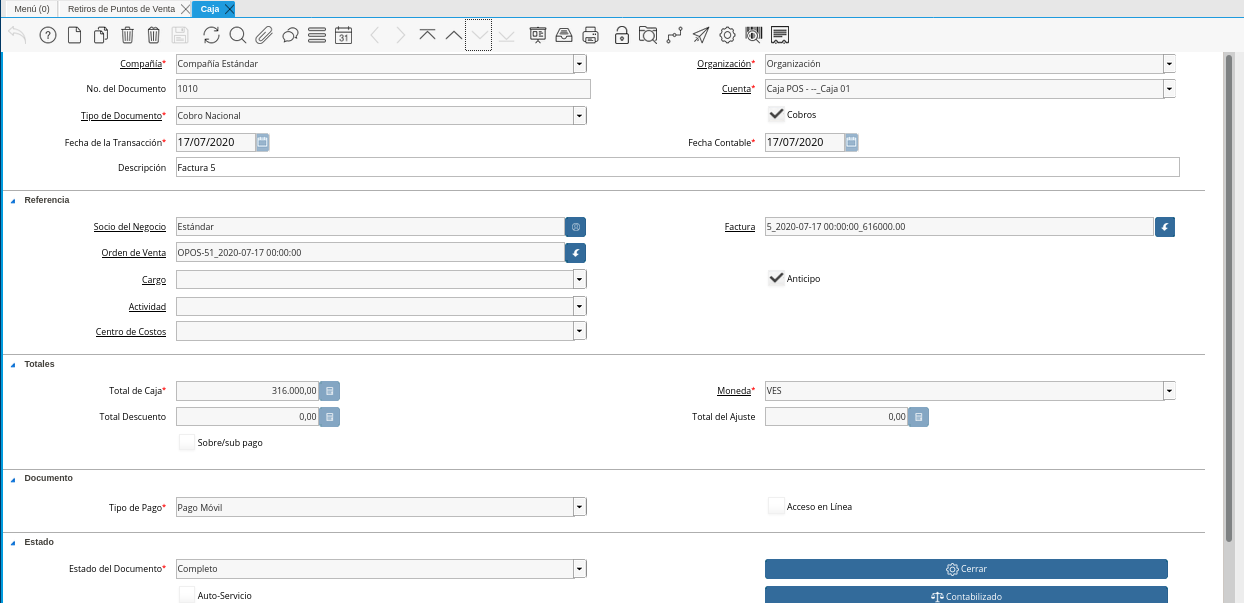 Menú (0) Retiros de Puntos de Venta Caja
31
Compañía* Compañía Estándar Organización* Organización
No. del Documento 1010 Cuenta* Caja POS - --_Caja 01
Tipo de Documento* Cobro Nacional Cobros
Fecha de la Transacción* 17/07/2020 Fecha Contable* 17/07/2020
Descripción Factura 5
Referencia
Socio del Negocio Estándar Factura 5_2020-07-17 00:00:00_616000.00
Orden de Venta OPOS-51_2020-07-17 00:00:00
Cargo Anticipo
Actividad
Centro de Costos
Totales
Total de Caja* 316.000,00 Moneda* VES
Total Descuento 0,00 Total del Ajuste 0,00
Sobre/sub pago
Documento
Tipo de Pago* Pago Móvil Acceso en Línea
Estado
Estado del Documento* Completo Cerrar
Auto-Servicio Contabilizado